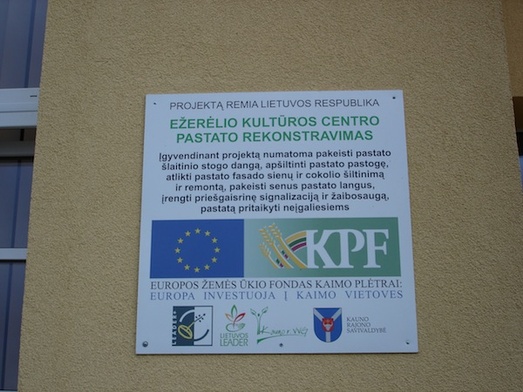 PROJEKTĄ REMIA LIETUVOS RESPUBLIKA
EŽERĖLIO KULTŪROS CENTRO
PASTATO REKONSTRAVIMAS
Įgyvendinant projektą numatoma pakeisti pastato
šlaitinio stogo dangą, apšiltinti pastato pastogę,
atlikti pastato fasado sienų ir cokolio šiltinimą
ir remontą, pakeisti senus pastato langus,
įrengti priešgaisrinę signalizaciją ir žaibosaugą,
pastatą pritaikyti neįgaliesiems
KPF
EUROPOS ŽEMĖS ŪKIO FONDAS KAIMO PLĖTRAI:
EUROPA INVESTUOJA Į KAIMO VIETOVES
LEADER
LIETUVOS
LEADER
Kauno r. VVG
KAUNO
RAJONO
SAVIVALDYBĖ